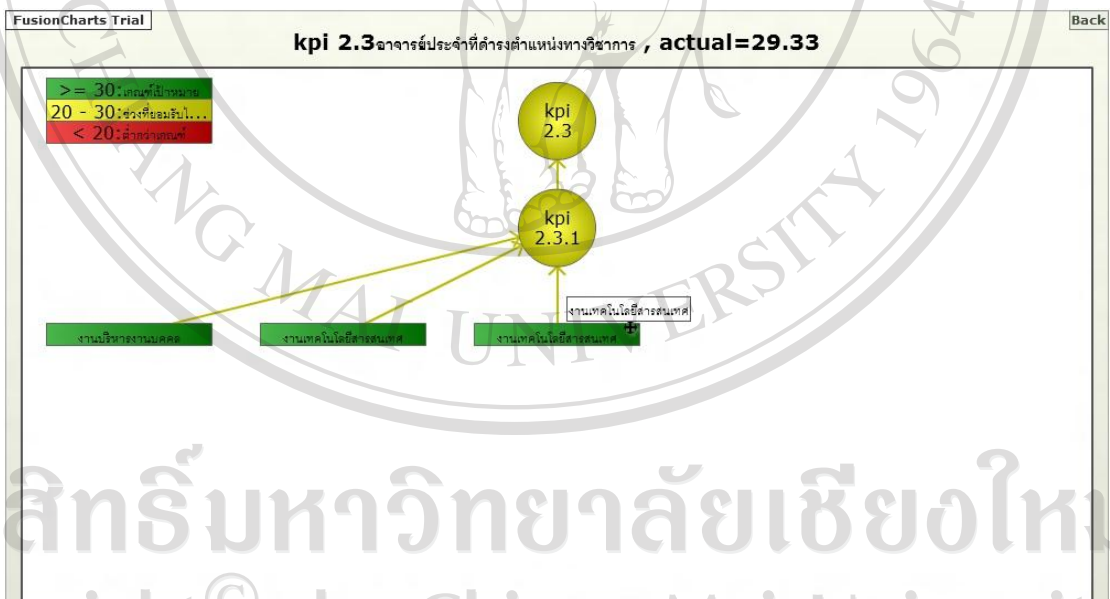 FusionCharts Trial
Back
kpi 2.3อาจารย์ประจำที่ดำรงตำแหน่งทางวิชาการ , actual=29.33
>= 30:เกณฑ์เป้าหมาย
20 - 30:ช่วงที่ยอมรับไ...
< 20:ต่ำกว่าเกณฑ์
kpi
2.3
kpi
2.3.1
งานเทคโนโลยีสารสนเทศ
งานบริหารงานบุคคล
งานเทคโนโลยีสารสนเทศ
งานเทคโนโลยีสารสนเทศ
MAI UNIVERSITY 1964
สิทธิ์มหาวิทยาลัยเชียงให